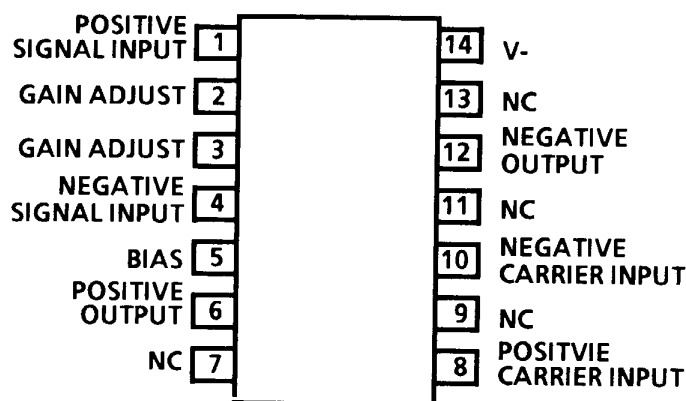 POSITIVE
SIGNAL INPUT 1
GAIN ADJUST 2
GAIN ADJUST 3
NEGATIVE
SIGNAL INPUT 4
BIAS 5
POSITIVE
OUTPUT 6
NC 7
14 V-
13 NC
12 NEGATIVE
OUTPUT
11 NC
10 NEGATIVE
CARRIER INPUT
9 NC
8 POSITVIE
CARRIER INPUT